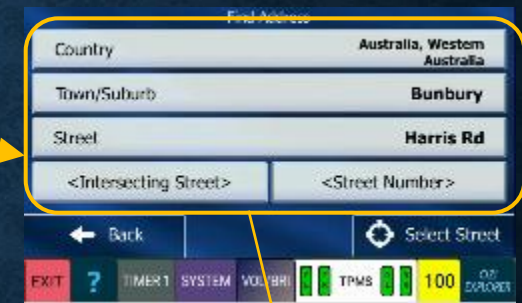 Find Address
Country
Australia, Western
Australia
Town/Suburb
Bunbury
Street
Harris Rd
<Intersecting Street>
<Street Number>
Back
Select Street
EXIT ? TIMER 1 SYSTEM VOL/BRI TPMS 100 OZI
EXPLORER